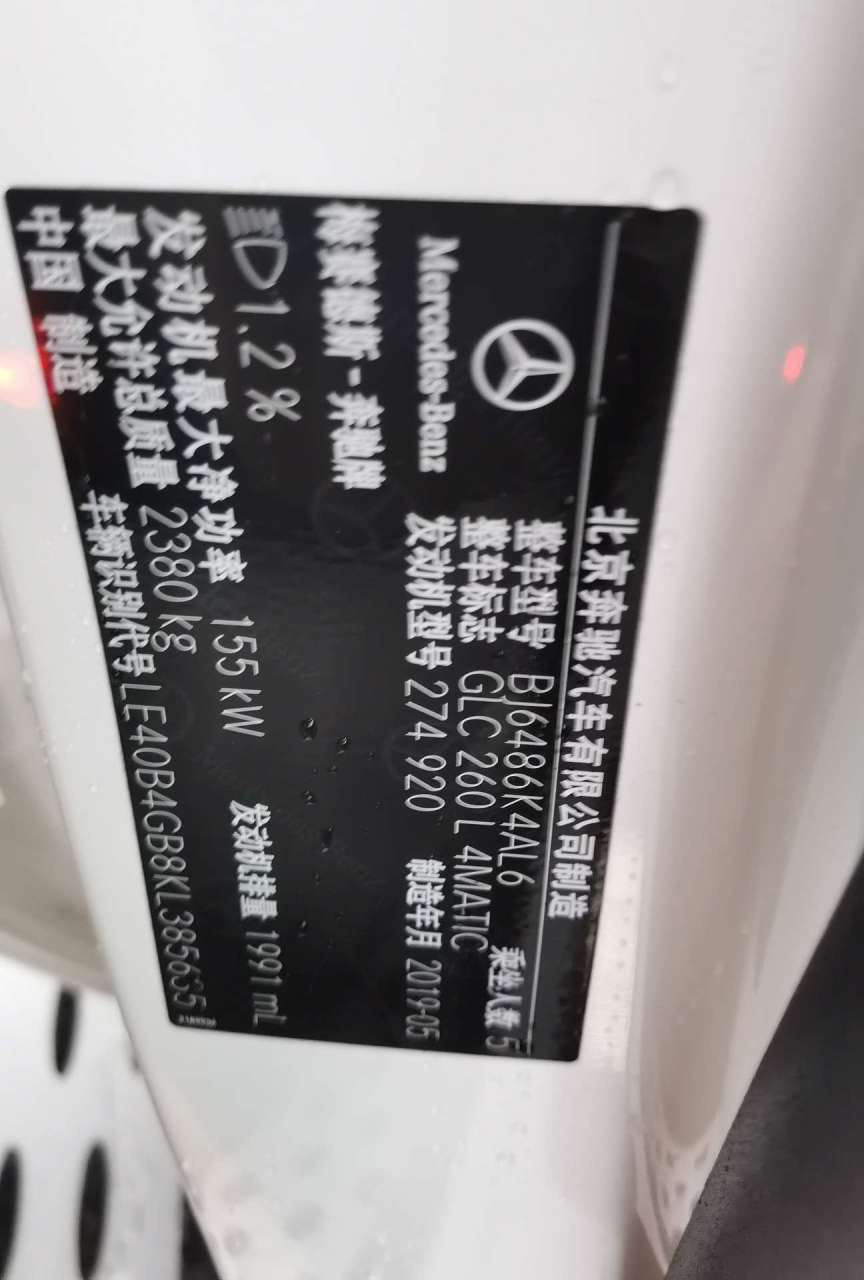 北京奔驰汽车有限公司制造
Mercedes-Benz
整车型号 BJ6486K4AL6 乘坐人数 5
整车标志 GLC 260 L 4MATIC
发动机型号 274 920 制造年月 2019-05
梅赛德斯-奔驰牌
1.2%
发动机最大净功率 155 kW 发动机排量 1991 mL
最大允许总质量 2380 kg
中国 制造 车辆识别代号